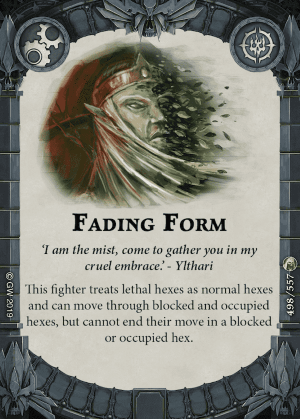 FADING FORM
‘I am the mist, come to gather you in my
cruel embrace.’ - Ylthari
This fighter treats lethal hexes as normal hexes
and can move through blocked and occupied
hexes, but cannot end their move in a blocked
or occupied hex.
© GW 2019
498/557